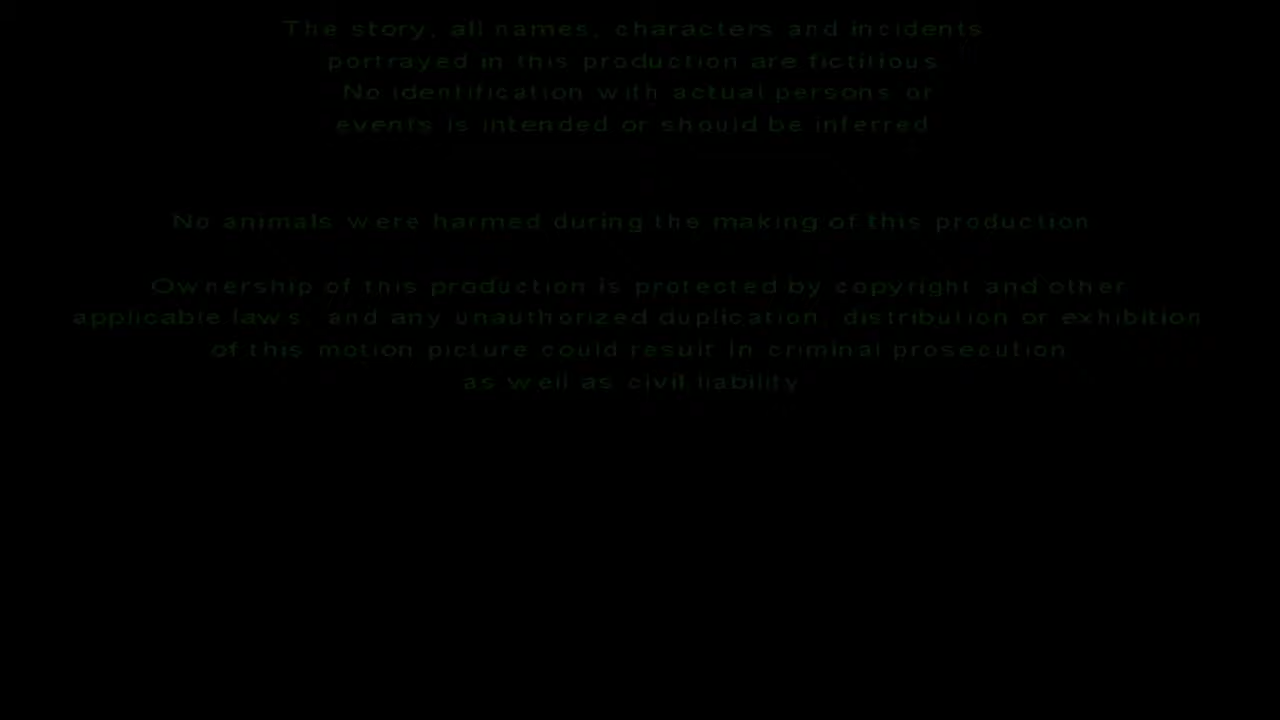 The story, all names, characters and incidents
portrayed in this production are fictitious
No identification with actual persons or
events is intended or should be inferred
No animals were harmed during the making of this production
Ownership of this production is protected by copyright and other
applicable laws, and any unauthorized duplication, distribution or exhibition
of this motion picture could result in criminal prosecution
as well as civil liability